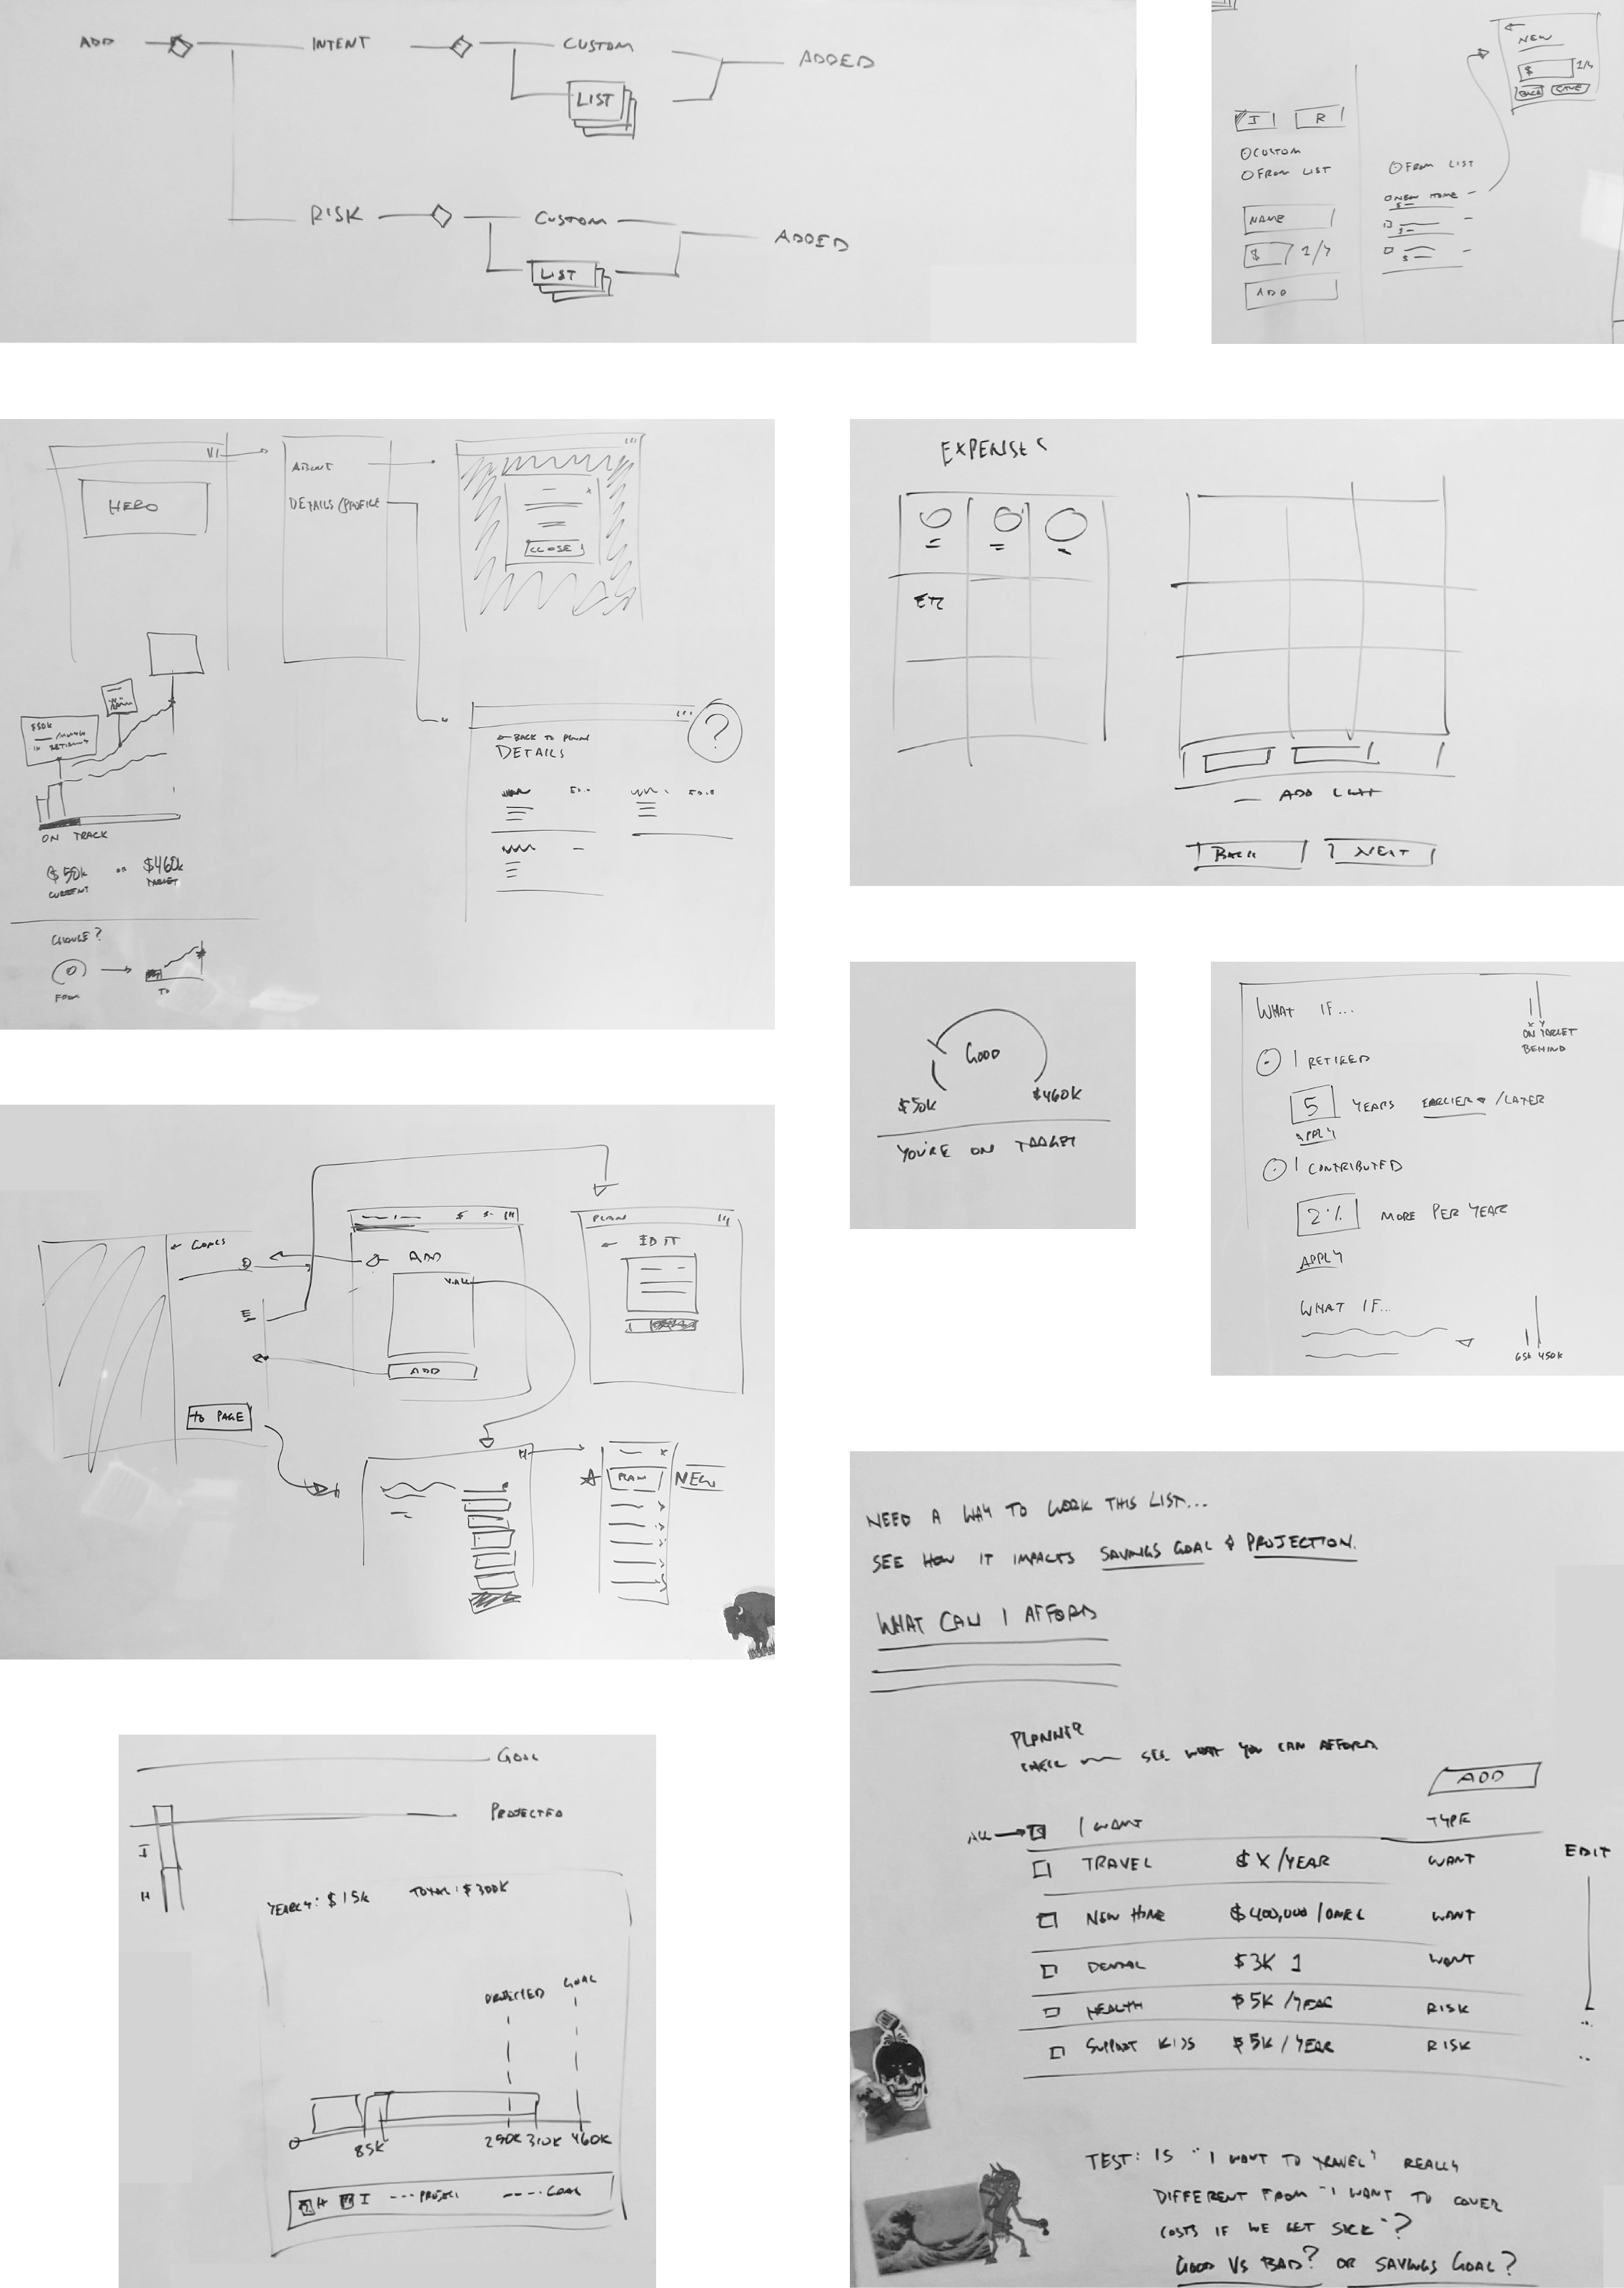 ADD
INTENT
CUSTOM
ADDED
LIST
RISK
CUSTOM
ADDED
LIST
NEW
$
BACK
SAVE
I R
CUSTOM
FROM LIST
NAME
$
ADD
FROM LIST
NEW HOME
HERO
ABOUT
DETAILS/PROFILE
CLOSE
$50K
ON TRACK
$50K OR $460K
CURRENT TARGET
CHANGE?
FROM TO
← BACK TO PLAN
DETAILS
?
EXPENSES
ETC
BACK NEXT
GOOD
$50K $460K
YOU'RE ON TARGET
WHAT IF...
X Y
ON TARGET
BEHIND
I RETIRED
5 YEARS EARLIER /LATER
APPLY
I CONTRIBUTED
2% MORE PER YEAR
APPLY
WHAT IF...
65K 450K
← GOALS
ADD
ADD
PLAN
← EDIT
TO PAGE
PLAN NEW
NEED A WAY TO WORK THIS LIST...
SEE HOW IT IMPACTS SAVINGS GOAL & PROJECTION.
WHAT CAN I AFFORD
PLANNER
CHECK SEE WHAT YOU CAN AFFORD
ADD
ALL → I WANT TYPE
EDIT
TRAVEL $X/YEAR WANT
NEW HOME $400,000/ONCE WANT
DENTAL $3K 1 WANT
HEALTH $5K/YEAR RISK
SUPPORT KIDS $5K/YEAR RISK
TEST: IS "I WANT TO TRAVEL" REALLY
DIFFERENT FROM "I WANT TO COVER
COSTS IF WE GET SICK"?
GOOD VS BAD? OR SAVINGS GOAL?
GOAL
PROJECTED
I
H
YEARLY: $15K TOTAL: $300K
PROJECTED GOAL
0 85K 290K 310K 460K
H I --- PROJECT ---- GOAL